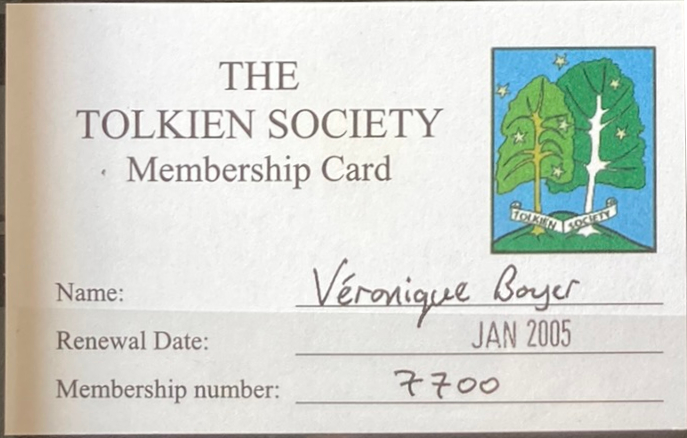 THE
TOLKIEN SOCIETY
Membership Card
TOLKIEN SOCIETY
Name: Véronique Boyer
Renewal Date: JAN 2005
Membership number: 7700